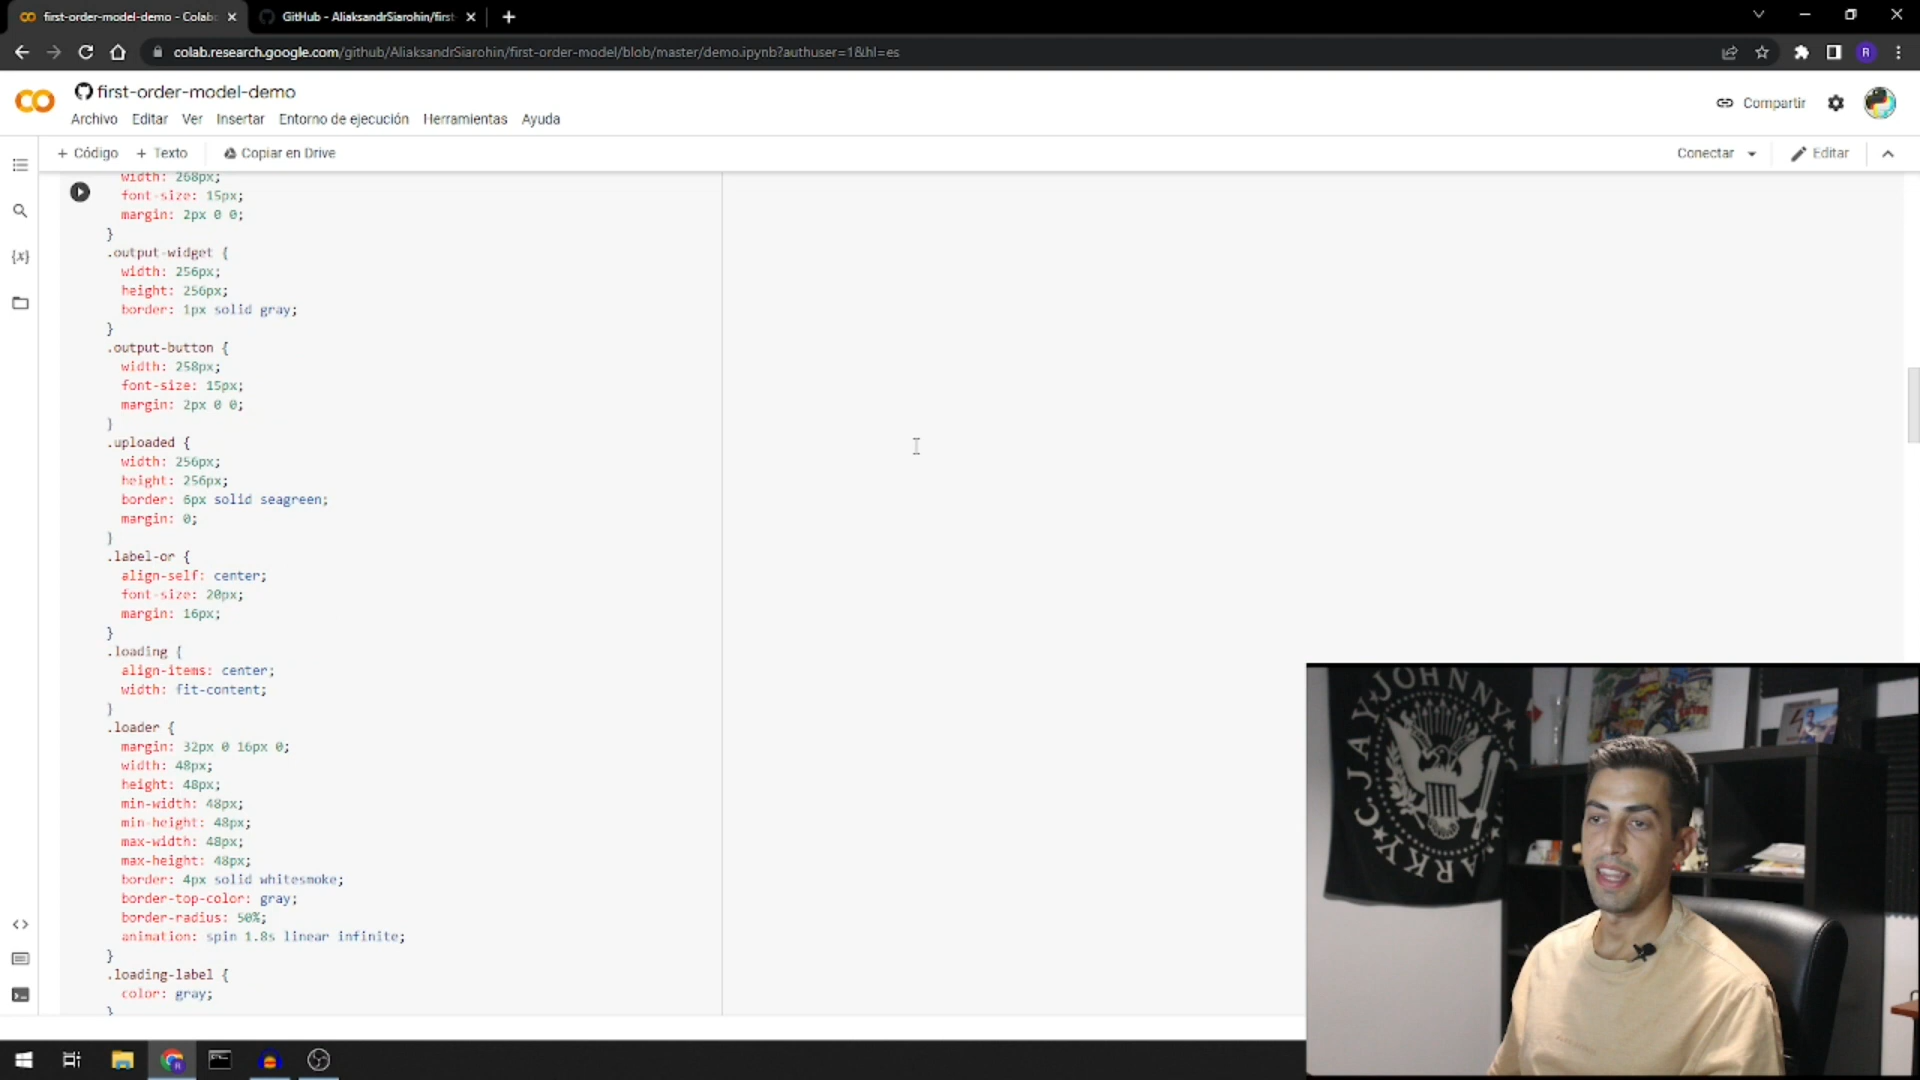 first-order-model-demo - Colab
GitHub - AliaksandrSiarohin/first
colab.research.google.com/github/AliaksandrSiarohin/first-order-model/blob/master/demo.ipynb?authuser=1&hl=es
R
first-order-model-demo
Archivo Editar Ver Insertar Entorno de ejecución Herramientas Ayuda
Compartir
+ Código + Texto Copiar en Drive
Conectar
Editar
{x}
width: 268px;
font-size: 15px;
margin: 2px 0 0;
}
.output-widget {
width: 256px;
height: 256px;
border: 1px solid gray;
}
.output-button {
width: 258px;
font-size: 15px;
margin: 2px 0 0;
}
.uploaded {
width: 256px;
height: 256px;
border: 6px solid seagreen;
margin: 0;
}
.label-or {
align-self: center;
font-size: 20px;
margin: 16px;
}
.loading {
align-items: center;
width: fit-content;
}
.loader {
margin: 32px 0 16px 0;
width: 48px;
height: 48px;
min-width: 48px;
min-height: 48px;
max-width: 48px;
max-height: 48px;
border: 4px solid whitesmoke;
border-top-color: gray;
border-radius: 50%;
animation: spin 1.8s linear infinite;
}
.loading-label {
color: gray;
}
JOHNNY
CJAY
ARKY